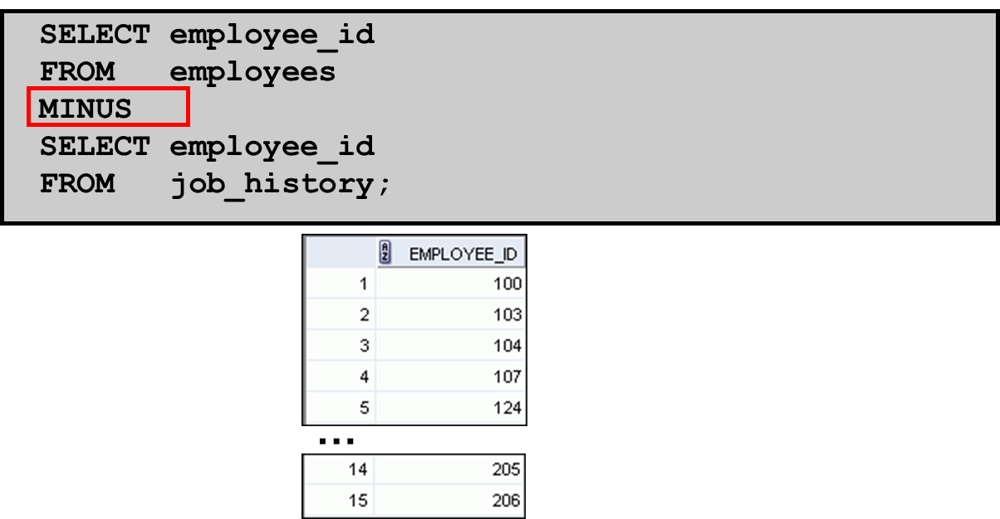 SELECT employee_id
FROM employees
MINUS
SELECT employee_id
FROM job_history;
AZ EMPLOYEE_ID
1 100
2 103
3 104
4 107
5 124
...
14 205
15 206